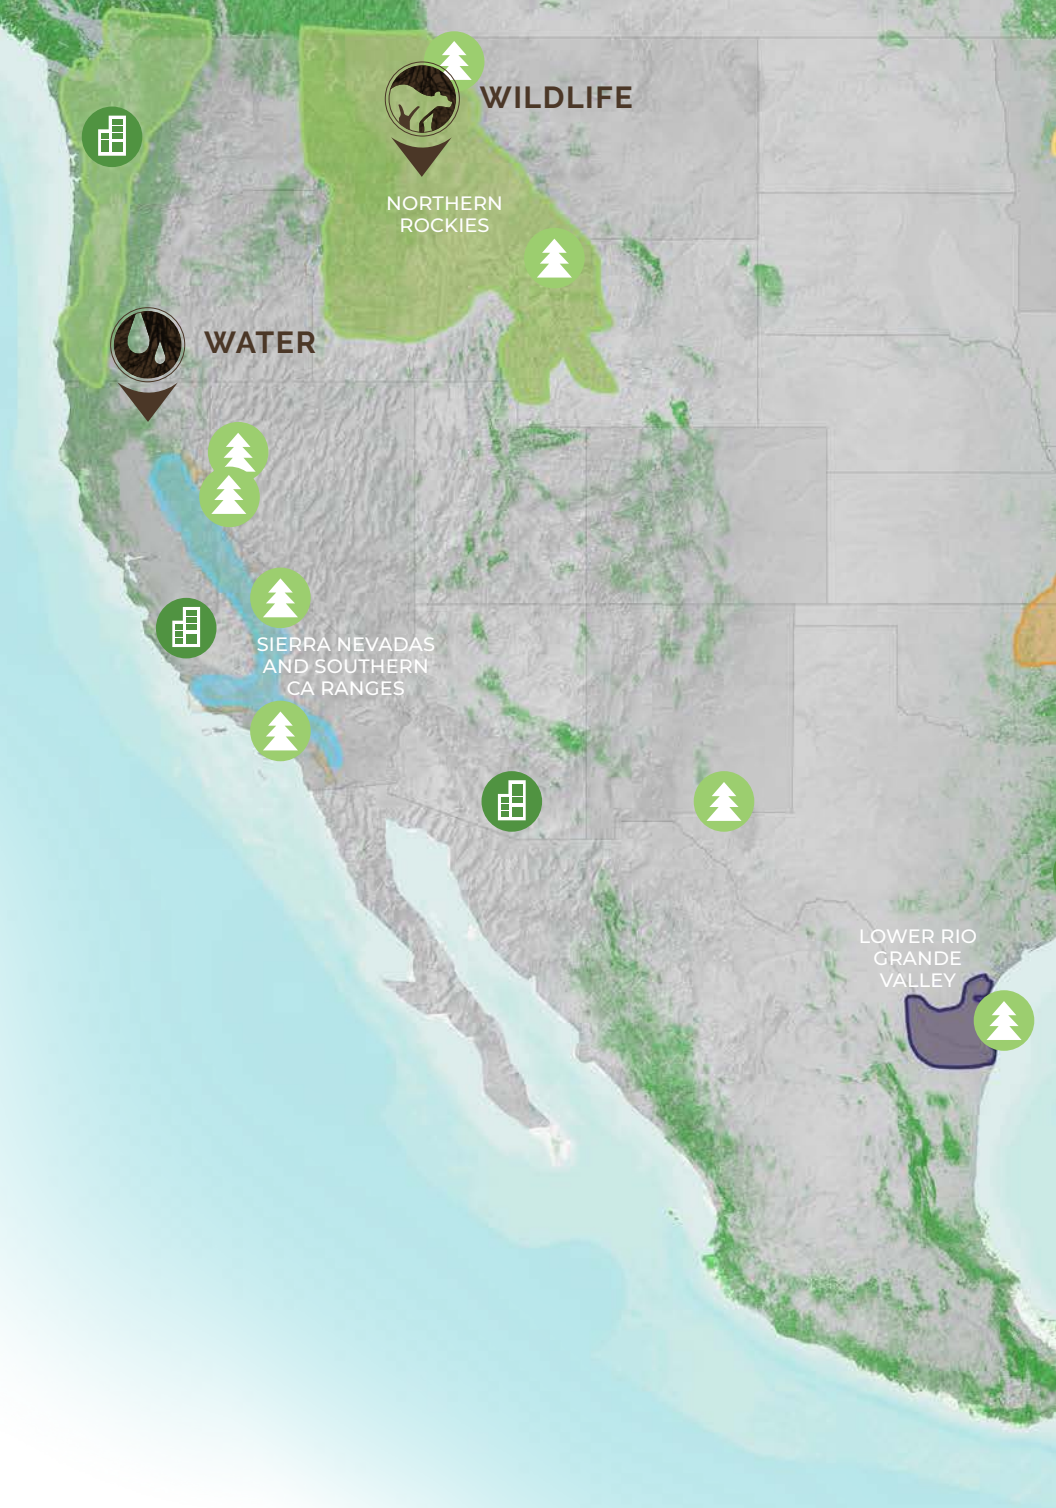 WILDLIFE
NORTHERN
ROCKIES
WATER
SIERRA NEVADAS
AND SOUTHERN
CA RANGES
LOWER RIO
GRANDE
VALLEY